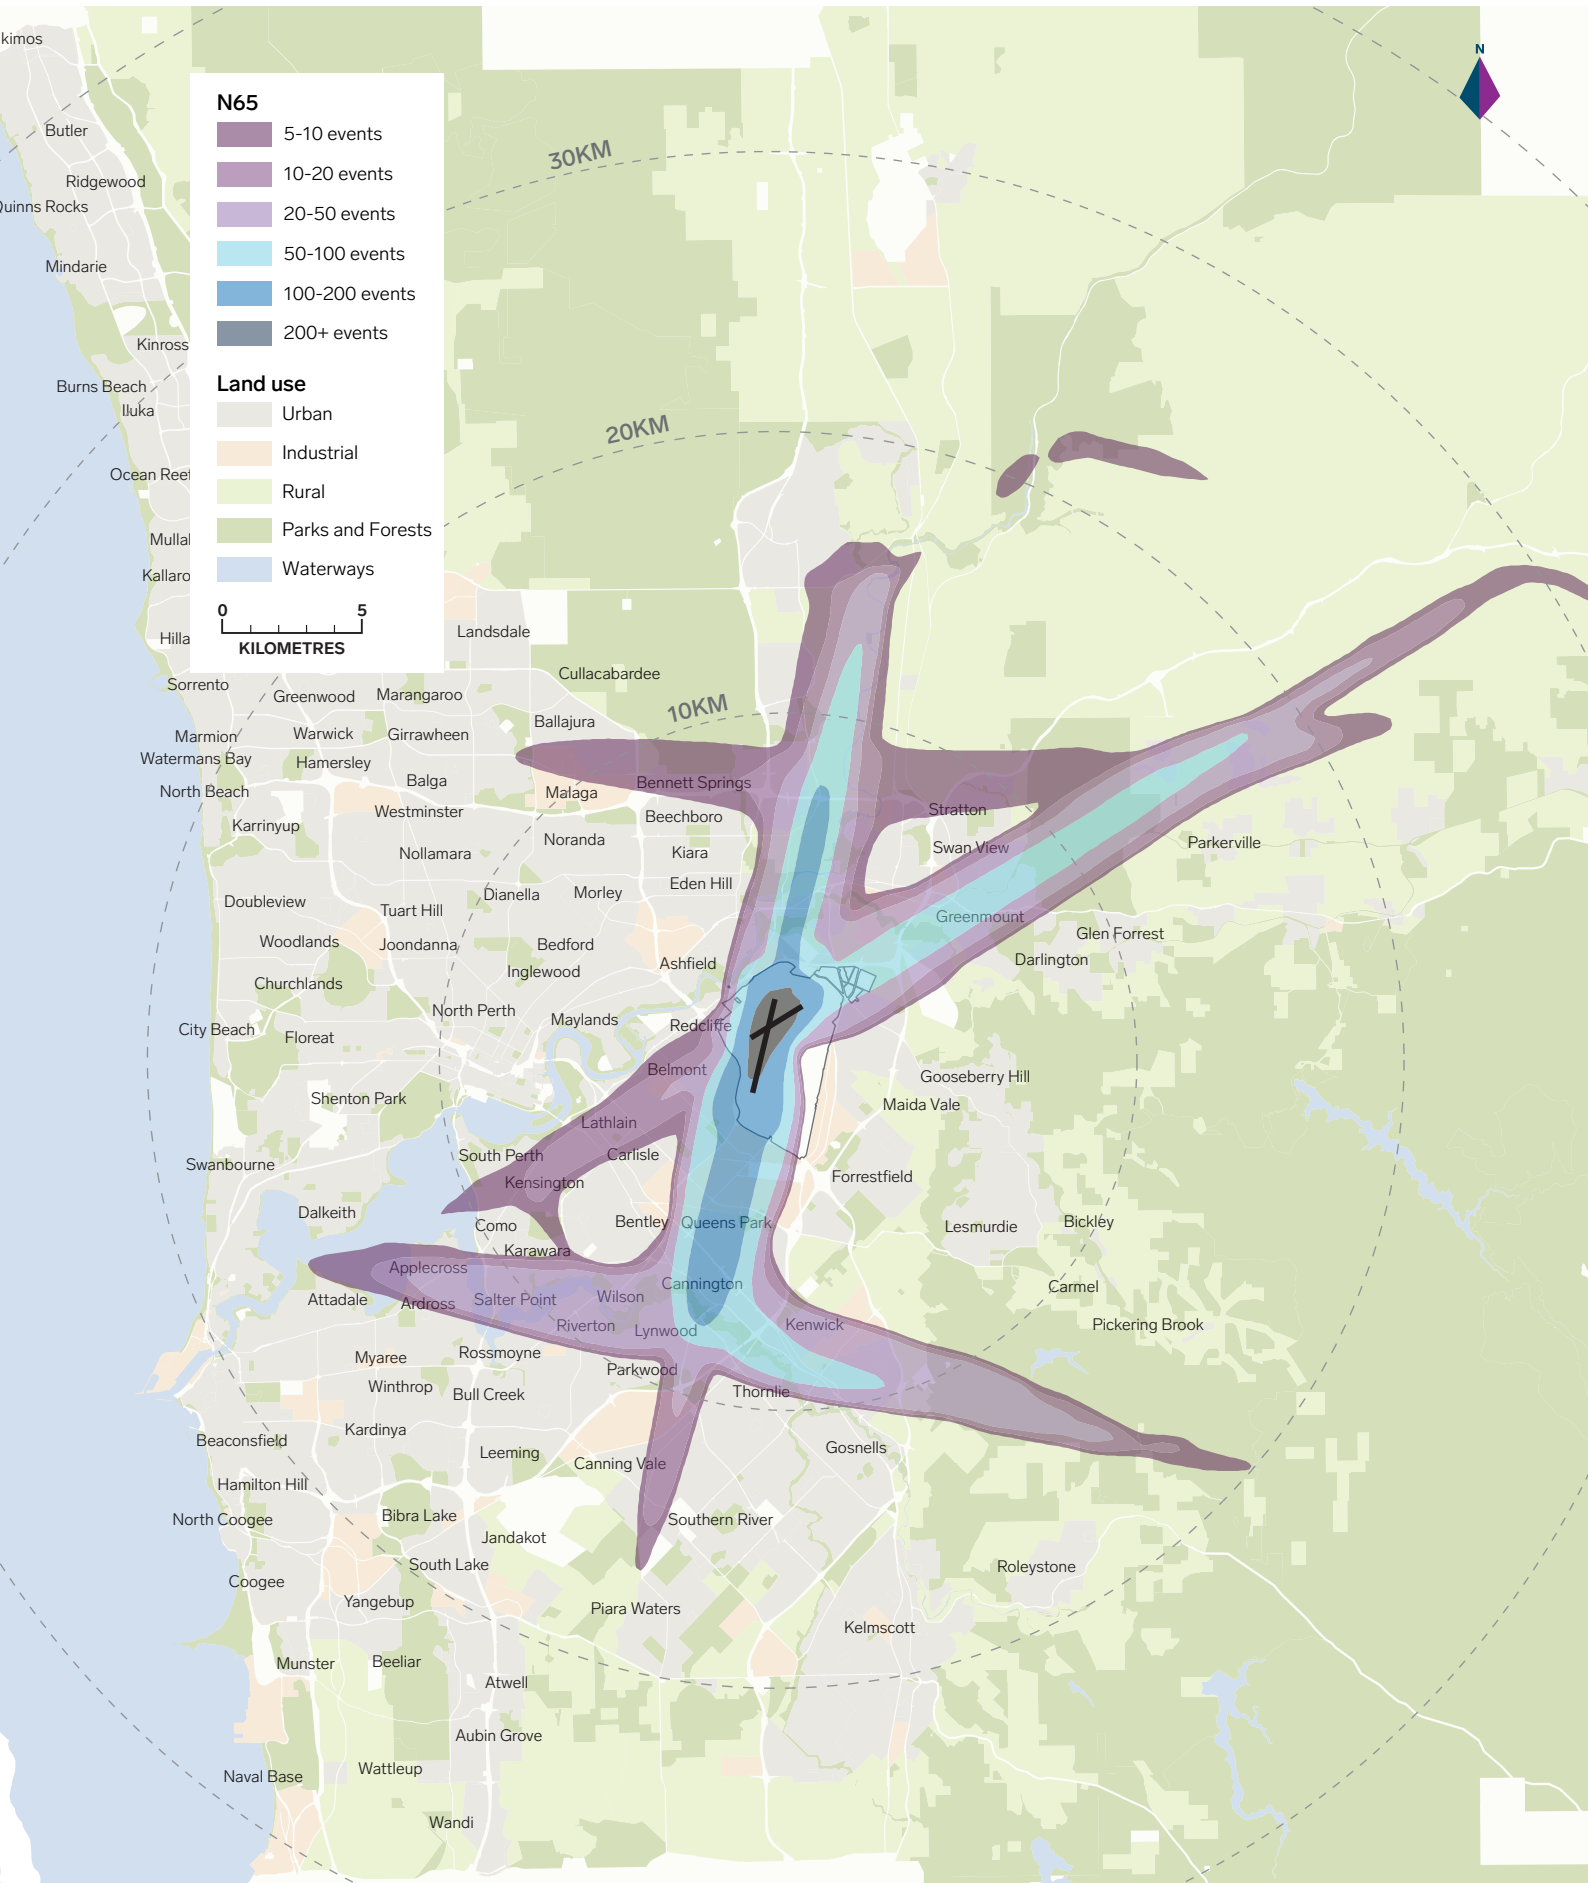 N
N65
5-10 events
10-20 events
20-50 events
50-100 events
100-200 events
200+ events
Land use
Urban
Industrial
Rural
Parks and Forests
Waterways
0 5
KILOMETRES
30KM
20KM
10KM
kimos
Butler
Ridgewood
Quinns Rocks
Mindarie
Kinross
Burns Beach
Iluka
Ocean Reef
Mullal
Kallaro
Hilla
Landsdale
Cullacabardee
Sorrento
Greenwood
Marangaroo
Ballajura
Marmion
Warwick
Girrawheen
Watermans Bay
Hamersley
Balga
Bennett Springs
North Beach
Malaga
Westminster
Beechboro
Stratton
Karrinyup
Noranda
Swan View
Parkerville
Nollamara
Kiara
Eden Hill
Doubleview
Dianella
Morley
Tuart Hill
Greenmount
Glen Forrest
Woodlands
Joondanna
Bedford
Ashfield
Darlington
Inglewood
Churchlands
North Perth
Maylands
Redcliffe
City Beach
Floreat
Belmont
Gooseberry Hill
Shenton Park
Maida Vale
Lathlain
South Perth
Carlisle
Swanbourne
Kensington
Forrestfield
Dalkeith
Como
Bentley
Queens Park
Lesmurdie
Bickley
Karawara
Applecross
Cannington
Carmel
Attadale
Ardross
Salter Point
Wilson
Riverton
Lynwood
Kenwick
Pickering Brook
Myaree
Rossmoyne
Parkwood
Winthrop
Bull Creek
Thornlie
Kardinya
Beaconsfield
Leeming
Gosnells
Canning Vale
Hamilton Hill
North Coogee
Bibra Lake
Southern River
Jandakot
South Lake
Roleystone
Coogee
Yangebup
Piara Waters
Kelmscott
Munster
Beeliar
Atwell
Aubin Grove
Wattleup
Naval Base
Wandi